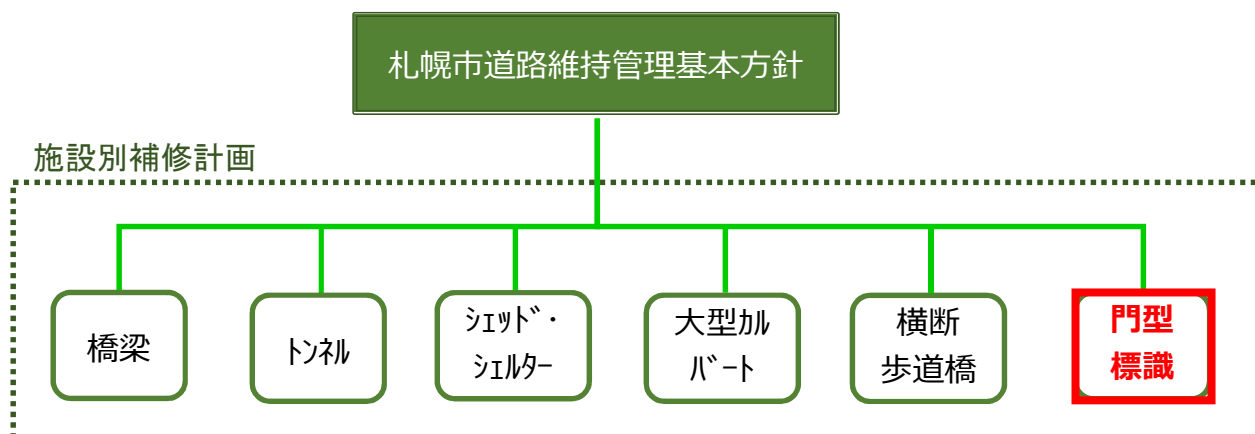 札幌市道路維持管理基本方針
施設別補修計画
橋梁
ﾄﾝﾈﾙ
ｼｪｯﾄﾞ・
ｼｪﾙﾀｰ
大型ｶﾙ
ﾊﾞｰﾄ
横断
歩道橋
門型
標識